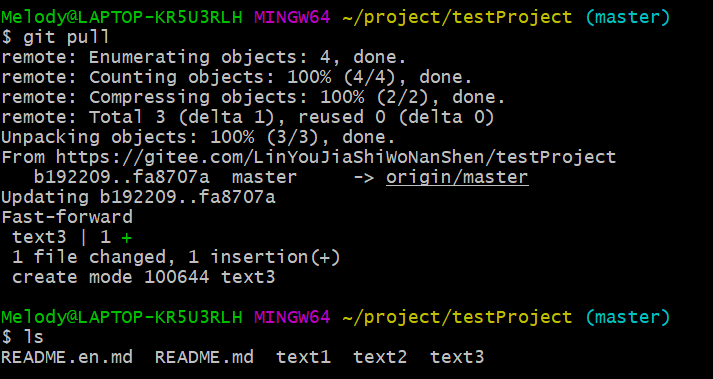 Melody@LAPTOP-KR5U3RLH MINGW64 ~/project/testProject (master)
$ git pull
remote: Enumerating objects: 4, done.
remote: Counting objects: 100% (4/4), done.
remote: Compressing objects: 100% (2/2), done.
remote: Total 3 (delta 1), reused 0 (delta 0)
Unpacking objects: 100% (3/3), done.
From https://gitee.com/LinYouJiaShiWoNanShen/testProject
   b192209..fa8707a  master     -> origin/master
Updating b192209..fa8707a
Fast-forward
 text3 | 1 +
 1 file changed, 1 insertion(+)
 create mode 100644 text3
Melody@LAPTOP-KR5U3RLH MINGW64 ~/project/testProject (master)
$ ls
README.en.md  README.md  text1  text2  text3